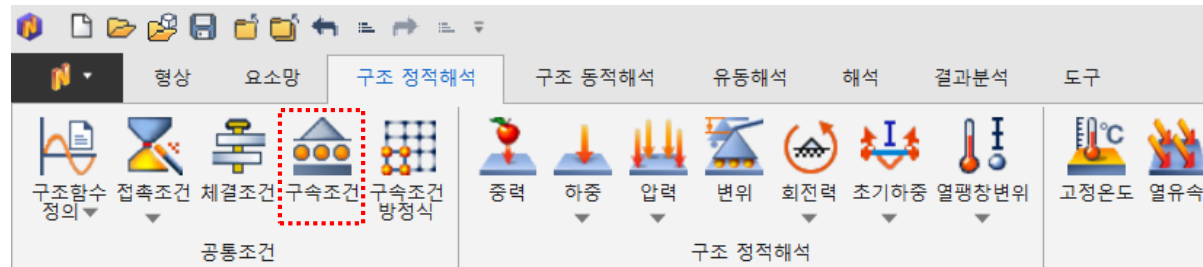 형상 요소망 구조 정적해석 구조 동적해석 유동해석 해석 결과분석 도구
구조함수 정의 접촉조건 체결조건 구속조건 구속조건 방정식 중력 하중 압력 변위 회전력 초기하중 열팽창변위 고정온도 열유속
공통조건 구조 정적해석